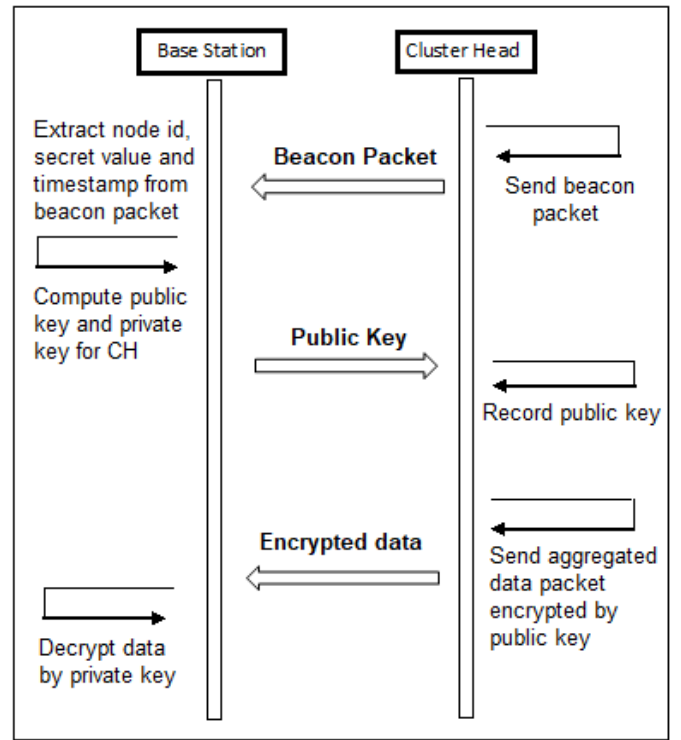 Base Station
Cluster Head
Extract node id,
secret value and
timestamp from
beacon packet
Beacon Packet
Send beacon
packet
Compute public
key and private
key for CH
Public Key
Record public key
Encrypted data
Send aggregated
data packet
encrypted by
public key
Decrypt data
by private key